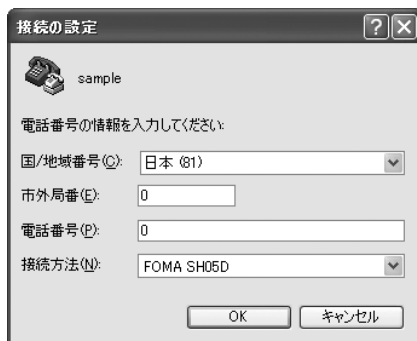 接続の設定
sample
電話番号の情報を入力してください:
国/地域番号(C): 日本 (81)
市外局番(E): 0
電話番号(P): 0
接続方法(N): FOMA SH05D
OK キャンセル